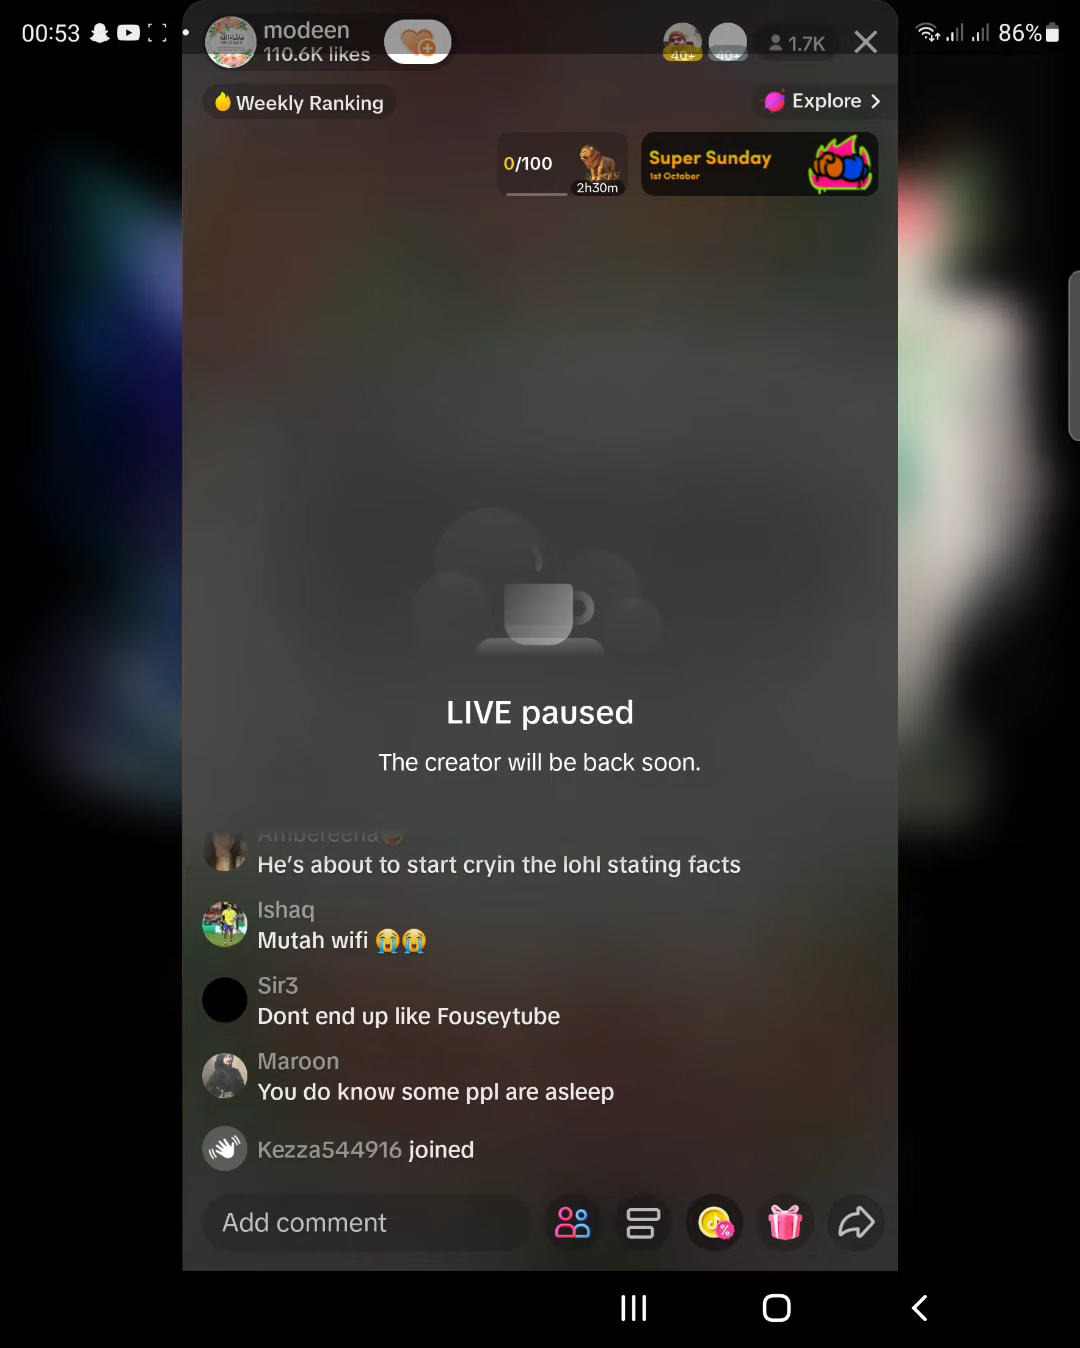 00:53
86%
modeen
110.6K likes
40+
40+
1.7K
Weekly Ranking
Explore
0/100
2h30m
Super Sunday
1st October
LIVE paused
The creator will be back soon.
Ambereena
He's about to start cryin the lohl stating facts
Ishaq
Mutah wifi 😭😭
Sir3
Dont end up like Fouseytube
Maroon
You do know some ppl are asleep
Kezza544916 joined
Add comment